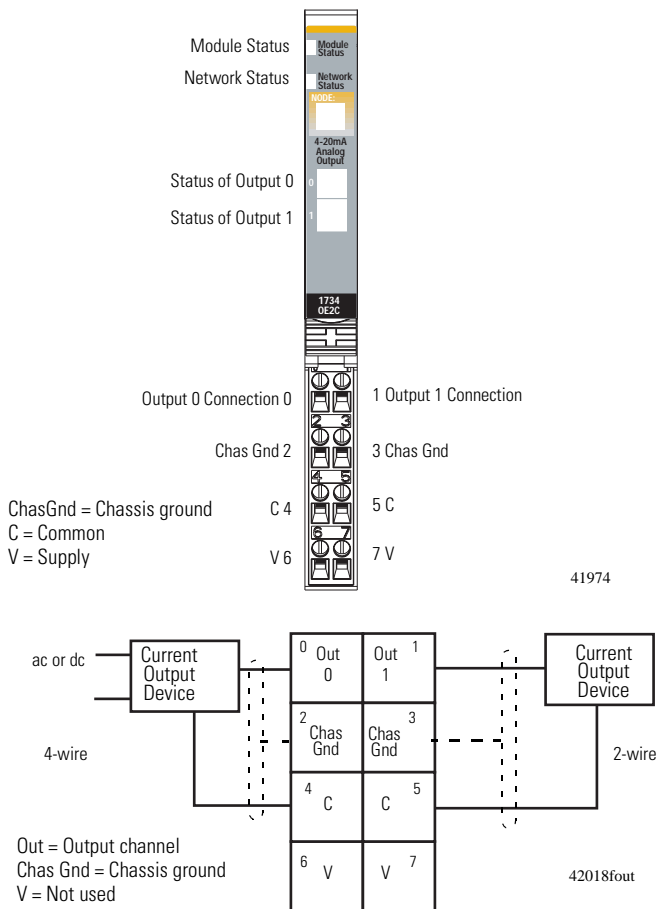 Module Status
Module
Status
Network Status
Network
Status
NODE:
4-20mA
Analog
Output
Status of Output 0
0
Status of Output 1
1
1734
OE2C
Output 0 Connection 0
1 Output 1 Connection
2 3
Chas Gnd 2
3 Chas Gnd
4 5
ChasGnd = Chassis ground
C 4
5 C
C = Common
6 7
V = Supply
V 6
7 V
41974
ac or dc
Current
Output
Device
0 Out
0
Out 1
1
Current
Output
Device
2
Chas
Gnd
3
Chas
Gnd
4-wire
2-wire
4
C
5
C
Out = Output channel
Chas Gnd = Chassis ground
V = Not used
6
V
7
V
42018fout